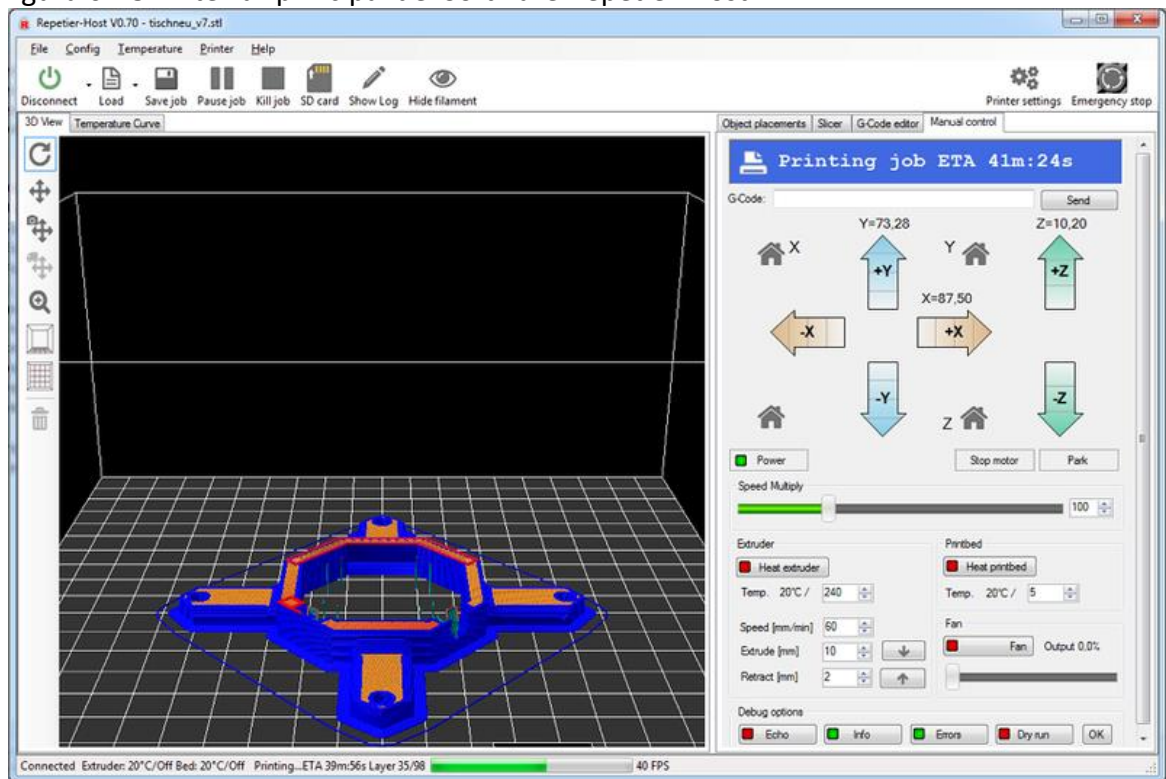 Repetier-Host V0.70 - tischneu_v7.stl
File Config Temperature Printer Help
Disconnect Load Save job Pause job Kill job SD card Show Log Hide filament Printer settings Emergency stop
3D View Temperature Curve
Object placements Slicer G-Code editor Manual control
Printing job ETA 41m:24s
G-Code: Send
Y=73,28 Z=10,20
X +Y Y +Z
X=87,50
-X +X
-Y Z -Z
Power Stop motor Park
Speed Multiply
100
Extruder Printbed
Heat extruder Heat printbed
Temp. 20°C / 240 Temp. 20°C / 5
Speed [mm/min] 60 Fan
Fan Output 0.0%
Extrude [mm] 10
Retract [mm] 2
Debug options
Echo Info Errors Dry run OK
Connected Extruder: 20°C/Off Bed: 20°C/Off Printing...ETA 39m:56s Layer 35/98 40 FPS